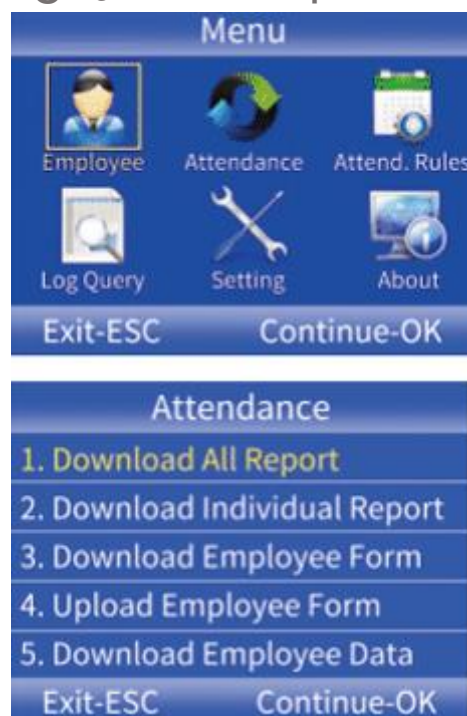 Menu
Employee Attendance Attend. Rules
Log Query Setting About
Exit-ESC Continue-OK
Attendance
1. Download All Report
2. Download Individual Report
3. Download Employee Form
4. Upload Employee Form
5. Download Employee Data
Exit-ESC Continue-OK